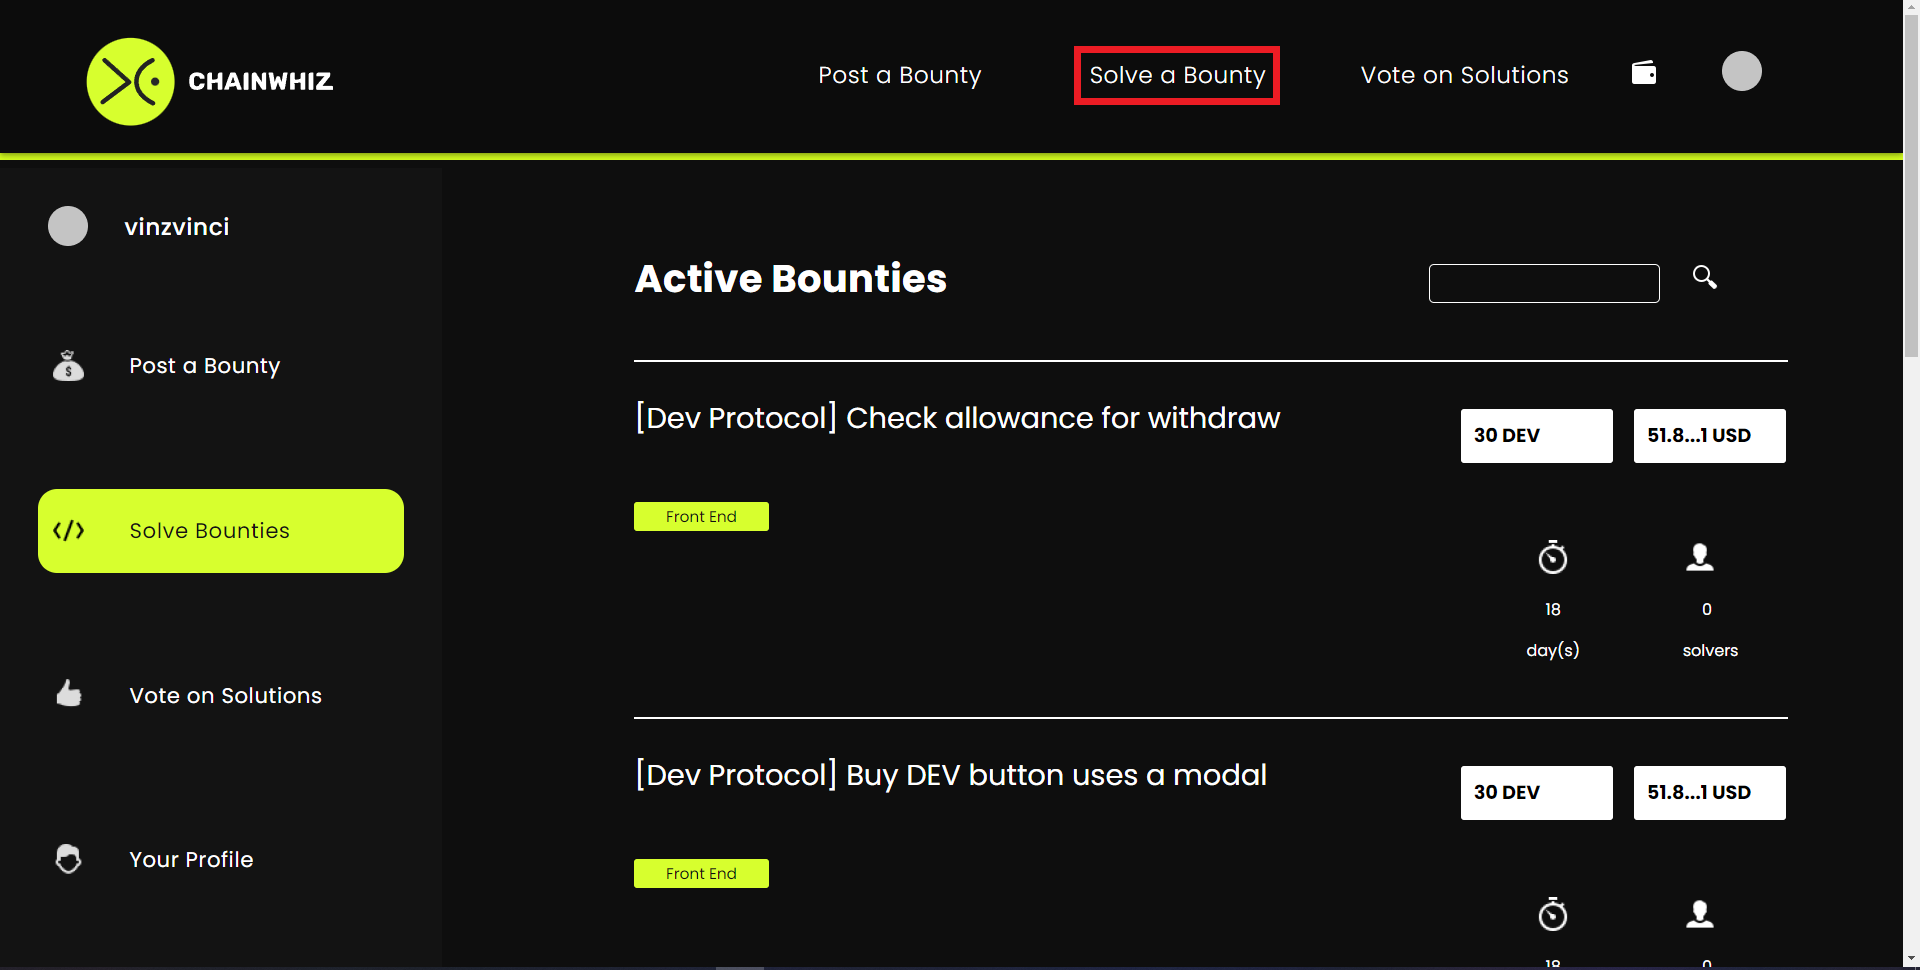 CHAINWHIZ
Post a Bounty
Solve a Bounty
Vote on Solutions
vinzvinci
Post a Bounty
Solve Bounties
Vote on Solutions
Your Profile
Active Bounties
[Dev Protocol] Check allowance for withdraw
30 DEV
51.8...1 USD
Front End
18
day(s)
0
solvers
[Dev Protocol] Buy DEV button uses a modal
30 DEV
51.8...1 USD
Front End
18
0